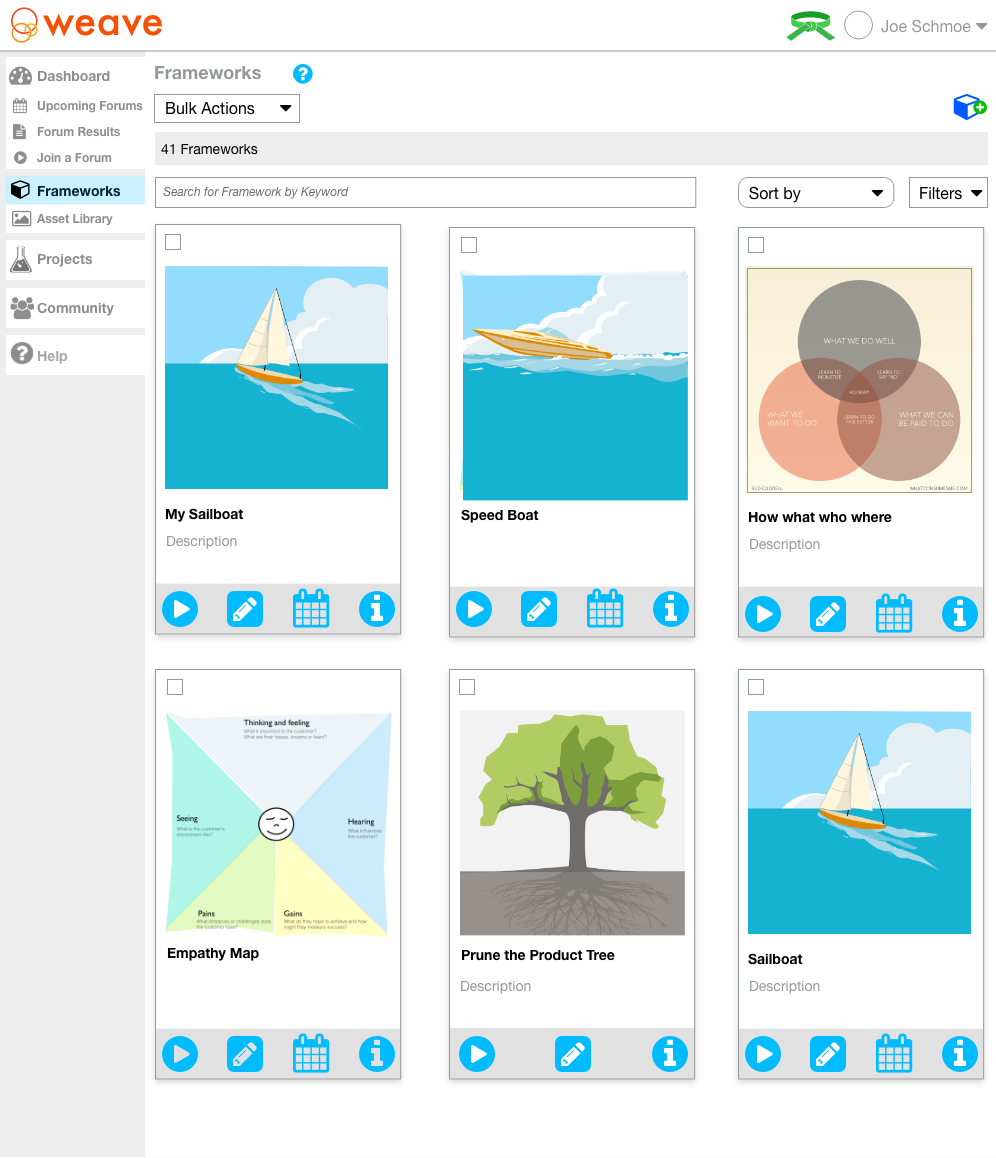 weave
Joe Schmoe
Dashboard
Upcoming Forums
Forum Results
Join a Forum
Frameworks
Asset Library
Projects
Community
Help
Frameworks
?
Bulk Actions
41 Frameworks
Search for Framework by Keyword
Sort by
Filters
My Sailboat
Description
Speed Boat
WHAT WE DO WELL
LEARN TO
MONETIZE
LEARN TO
SAY 'NO'
HOORAY!
WHAT WE
WANT TO DO
LEARN TO DO
THIS BETTER
WHAT WE CAN
BE PAID TO DO
BUD CADDELL
WHATCONSUMESME.COM
How what who where
Description
Thinking and feeling
What is important to the customer?
What are their hopes, dreams or fears?
Seeing
What is the customer's
environment like?
Hearing
What influences
the customer?
Pains
What obstacles or challenges does
the customer have?
Gains
What do they hope to achieve and how
might they measure success?
Empathy Map
Prune the Product Tree
Description
Sailboat
Description